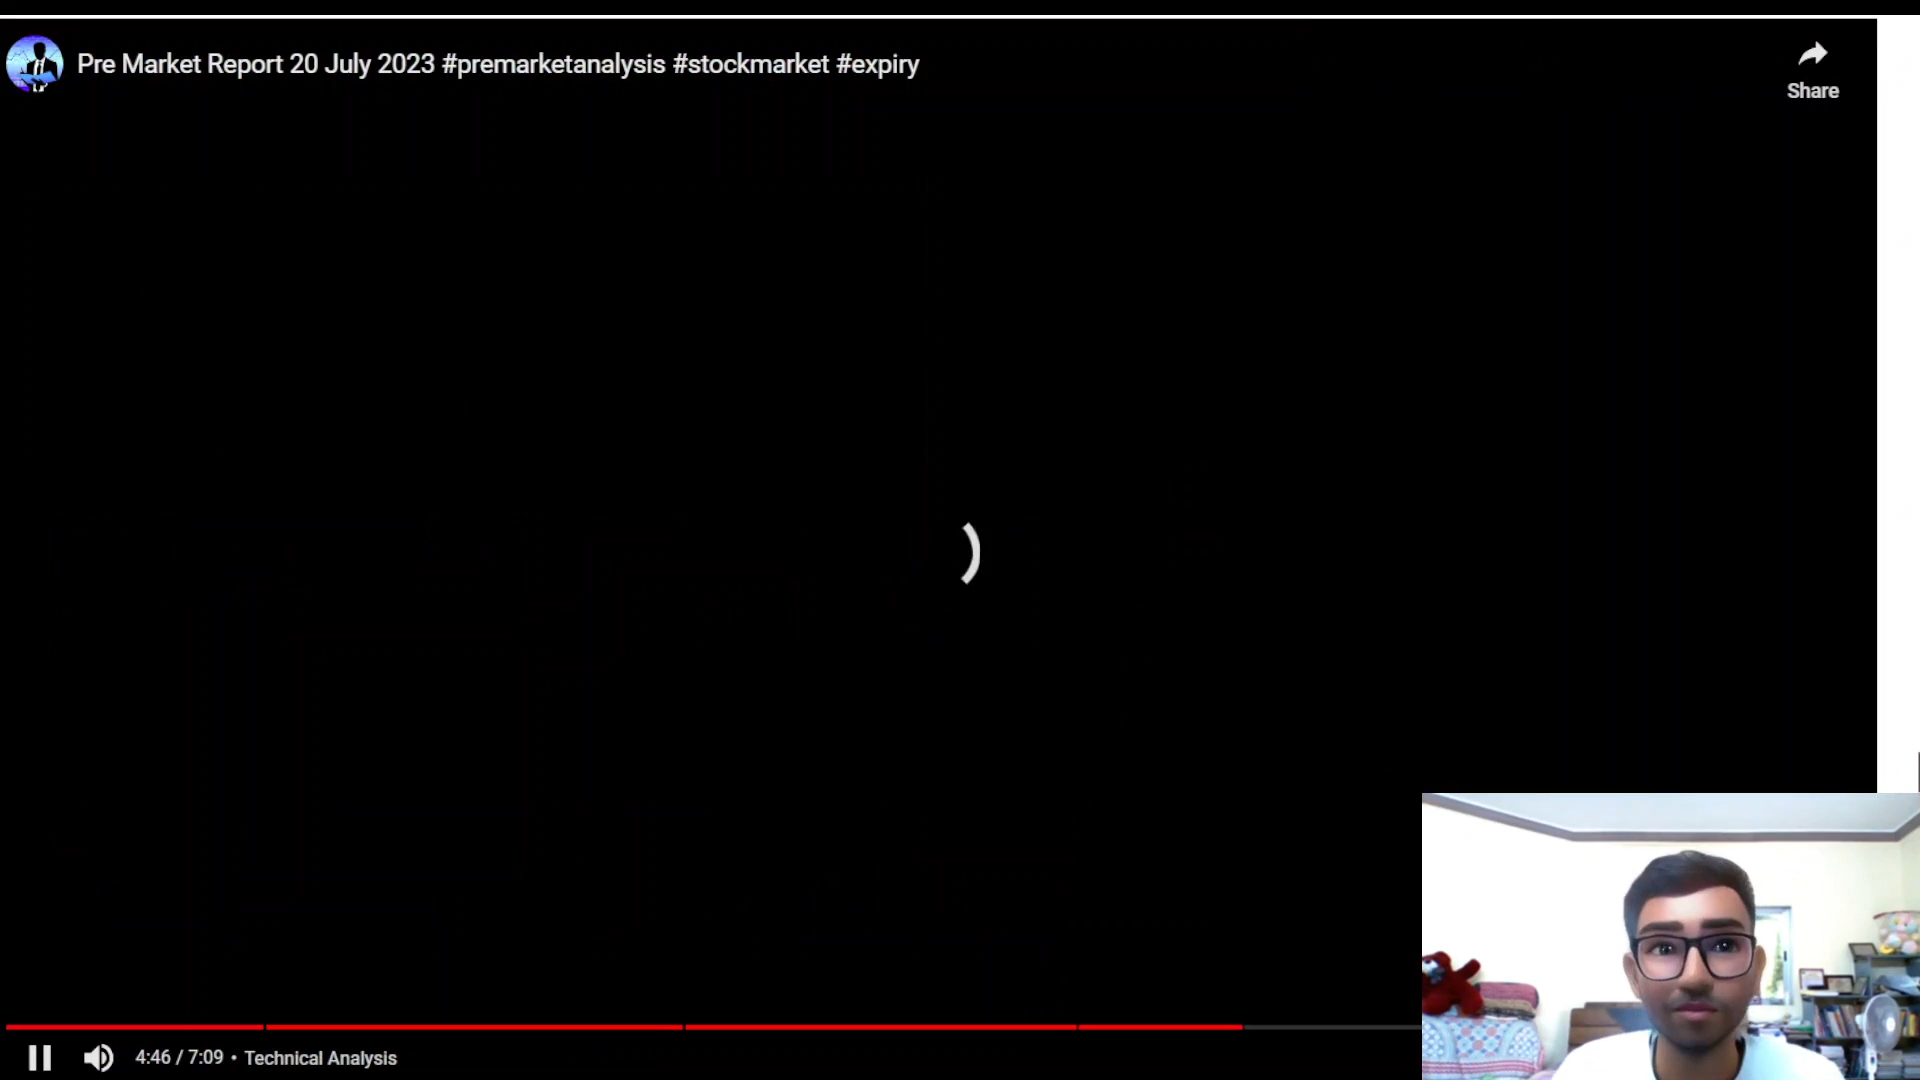 Pre Market Report 20 July 2023 #premarketanalysis #stockmarket #expiry
Share
4:46 / 7:09 • Technical Analysis